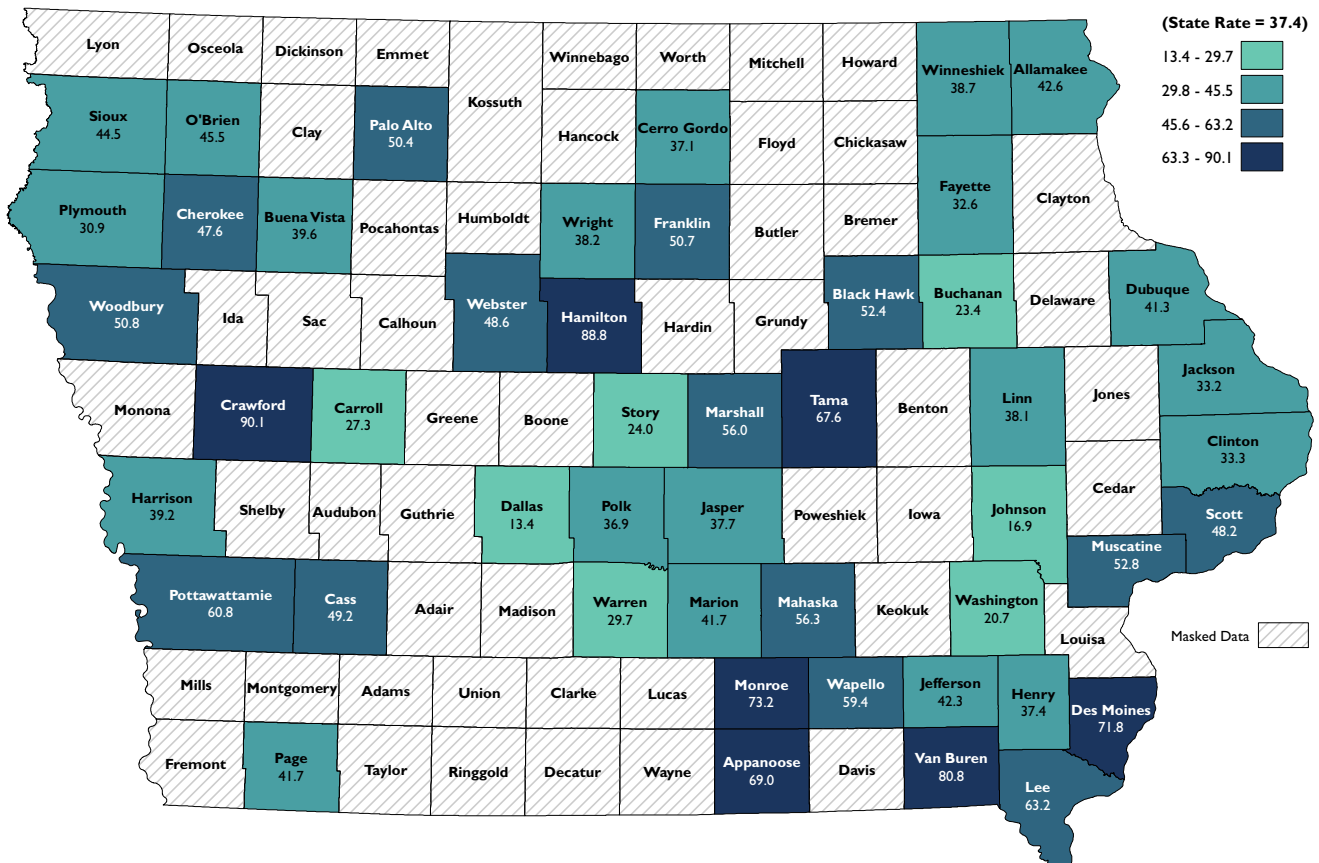 (State Rate = 37.4)
13.4 - 29.7
29.8 - 45.5
45.6 - 63.2
63.3 - 90.1
Lyon
Osceola
Dickinson
Emmet
Kossuth
Winnebago
Worth
Mitchell
Howard
Winneshiek
38.7
Allamakee
42.6
Sioux
44.5
O'Brien
45.5
Clay
Palo Alto
50.4
Hancock
Cerro Gordo
37.1
Floyd
Chickasaw
Fayette
32.6
Clayton
Plymouth
30.9
Cherokee
47.6
Buena Vista
39.6
Pocahontas
Humboldt
Wright
38.2
Franklin
50.7
Butler
Bremer
Woodbury
50.8
Ida
Sac
Calhoun
Webster
48.6
Hamilton
88.8
Hardin
Grundy
Black Hawk
52.4
Buchanan
23.4
Delaware
Dubuque
41.3
Monona
Crawford
90.1
Carroll
27.3
Greene
Boone
Story
24.0
Marshall
56.0
Tama
67.6
Benton
Linn
38.1
Jones
Jackson
33.2
Clinton
33.3
Harrison
39.2
Shelby
Audubon
Guthrie
Dallas
13.4
Polk
36.9
Jasper
37.7
Poweshiek
Iowa
Johnson
16.9
Cedar
Scott
48.2
Muscatine
52.8
Pottawattamie
60.8
Cass
49.2
Adair
Madison
Warren
29.7
Marion
41.7
Mahaska
56.3
Keokuk
Washington
20.7
Louisa
Masked Data
Mills
Montgomery
Adams
Union
Clarke
Lucas
Monroe
73.2
Wapello
59.4
Jefferson
42.3
Henry
37.4
Des Moines
71.8
Fremont
Page
41.7
Taylor
Ringgold
Decatur
Wayne
Appanoose
69.0
Davis
Van Buren
80.8
Lee
63.2